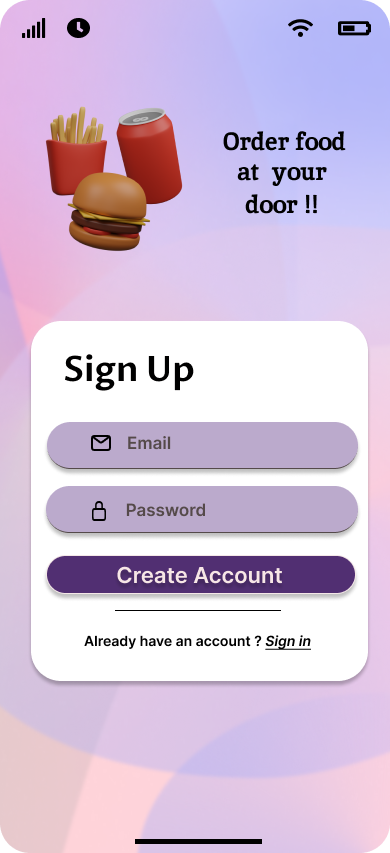 Order food
at your
door !!
Sign Up
Email
Password
Create Account
Already have an account ? Sign in